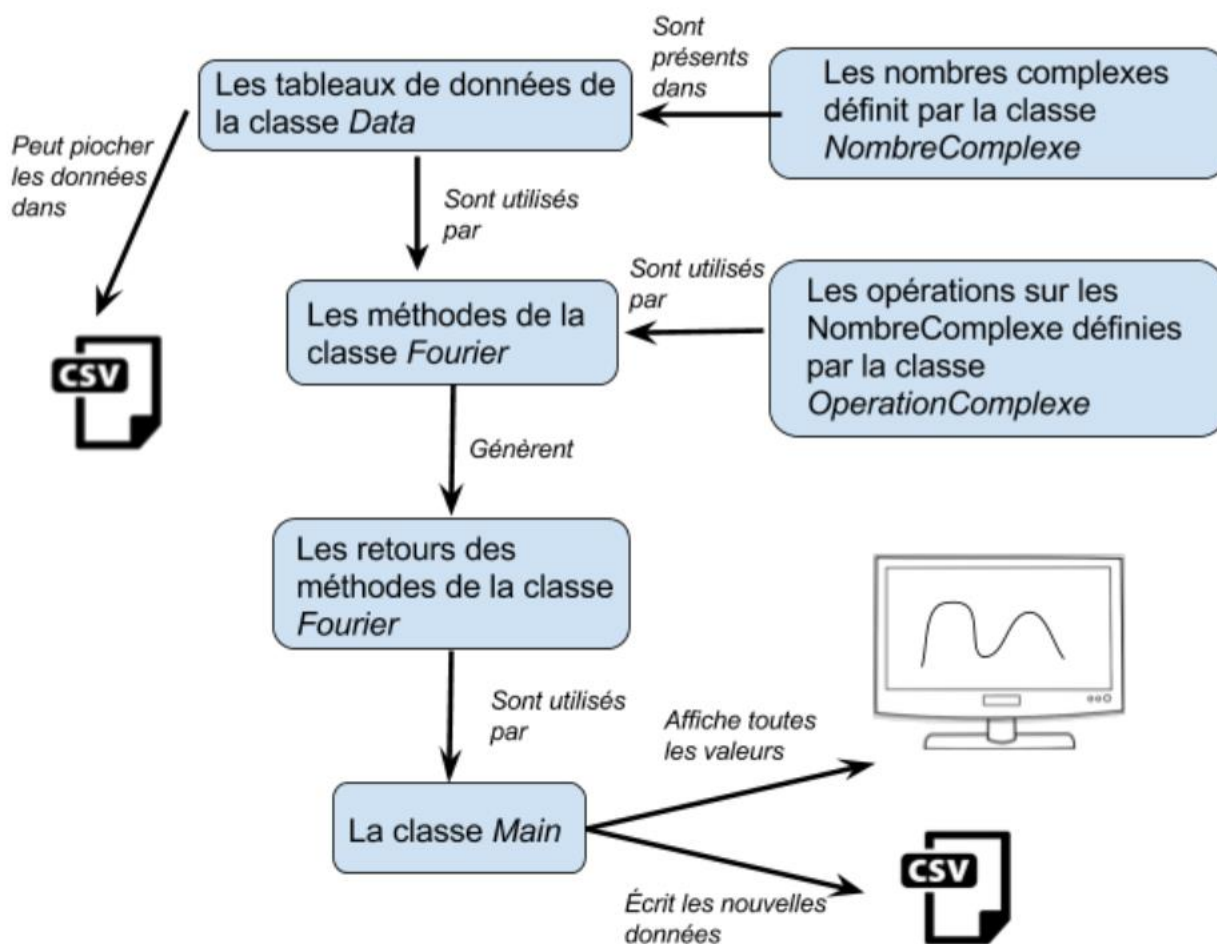 Sont
présents
dans
Les tableaux de données de
la classe Data
Les nombres complexes
définit par la classe
NombreComplexe
Peut piocher
les données
dans
Sont utilisés
par
Sont utilisés
par
Les méthodes de la
classe Fourier
Les opérations sur les
NombreComplexe définies
par la classe
OperationComplexe
CSV
Génèrent
Les retours des
méthodes de la classe
Fourier
Sont utilisés
par
Affiche toutes
les valeurs
La classe Main
CSV
Écrit les nouvelles
données